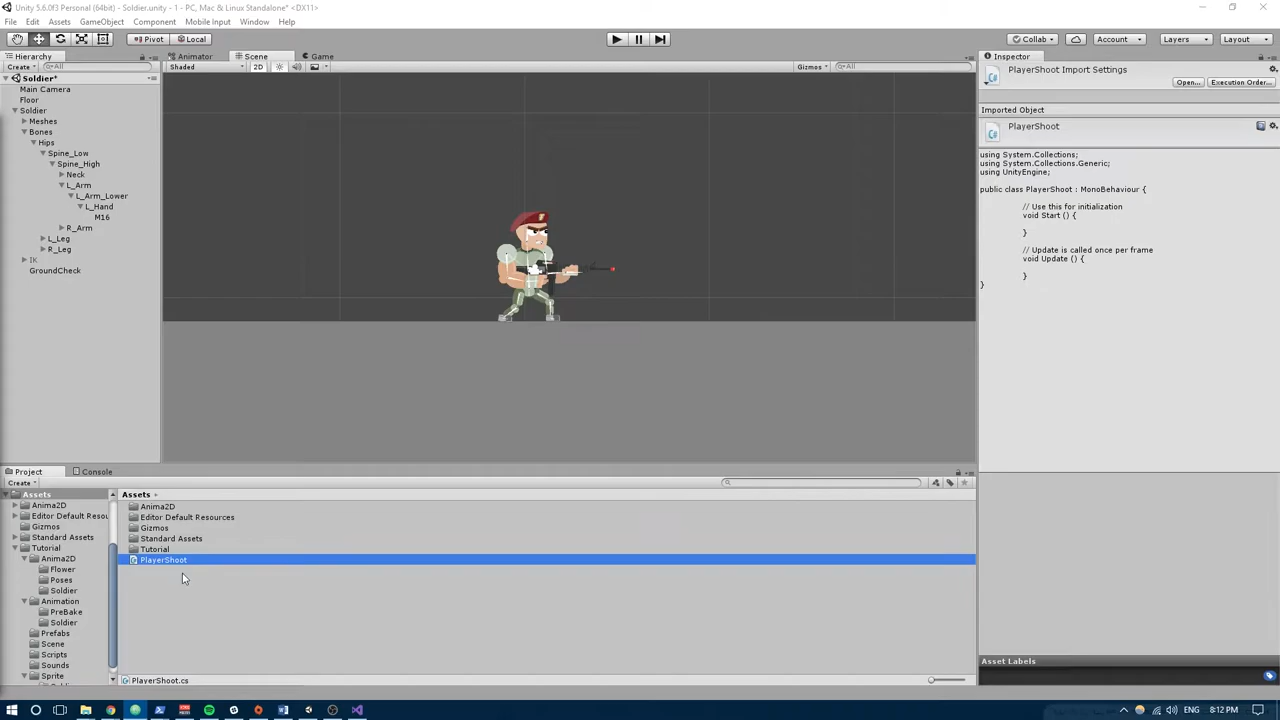 Unity 5.6.0f3 Personal (64bit) - Soldier.unity - 1 - PC, Mac & Linux Standalone* <DX11>
File Edit Assets GameObject Component Mobile Input Window Help
Pivot Local Collab Account Layers Layout
Hierarchy
Create All
Soldier*
Main Camera
Floor
Soldier
Meshes
Bones
Hips
Spine_Low
Spine_High
Neck
L_Arm
L_Arm_Lower
L_Hand
M16
R_Arm
L_Leg
R_Leg
IK
GroundCheck
Animator Scene Game
Shaded 2D Gizmos All
Inspector
PlayerShoot Import Settings
Open... Execution Order...
Imported Object
PlayerShoot
using System.Collections;
using System.Collections.Generic;
using UnityEngine;
public class PlayerShoot : MonoBehaviour {
// Use this for initialization
void Start () {
}
// Update is called once per frame
void Update () {
}
}
Asset Labels
Project Console
Create
Assets
Anima2D
Editor Default Resou
Gizmos
Standard Assets
Tutorial
Anima2D
Flower
Poses
Soldier
Animation
PreBake
Soldier
Prefabs
Scene
Scripts
Sounds
Sprite
Assets
Anima2D
Editor Default Resources
Gizmos
Standard Assets
Tutorial
PlayerShoot
PlayerShoot.cs
8:12 PM